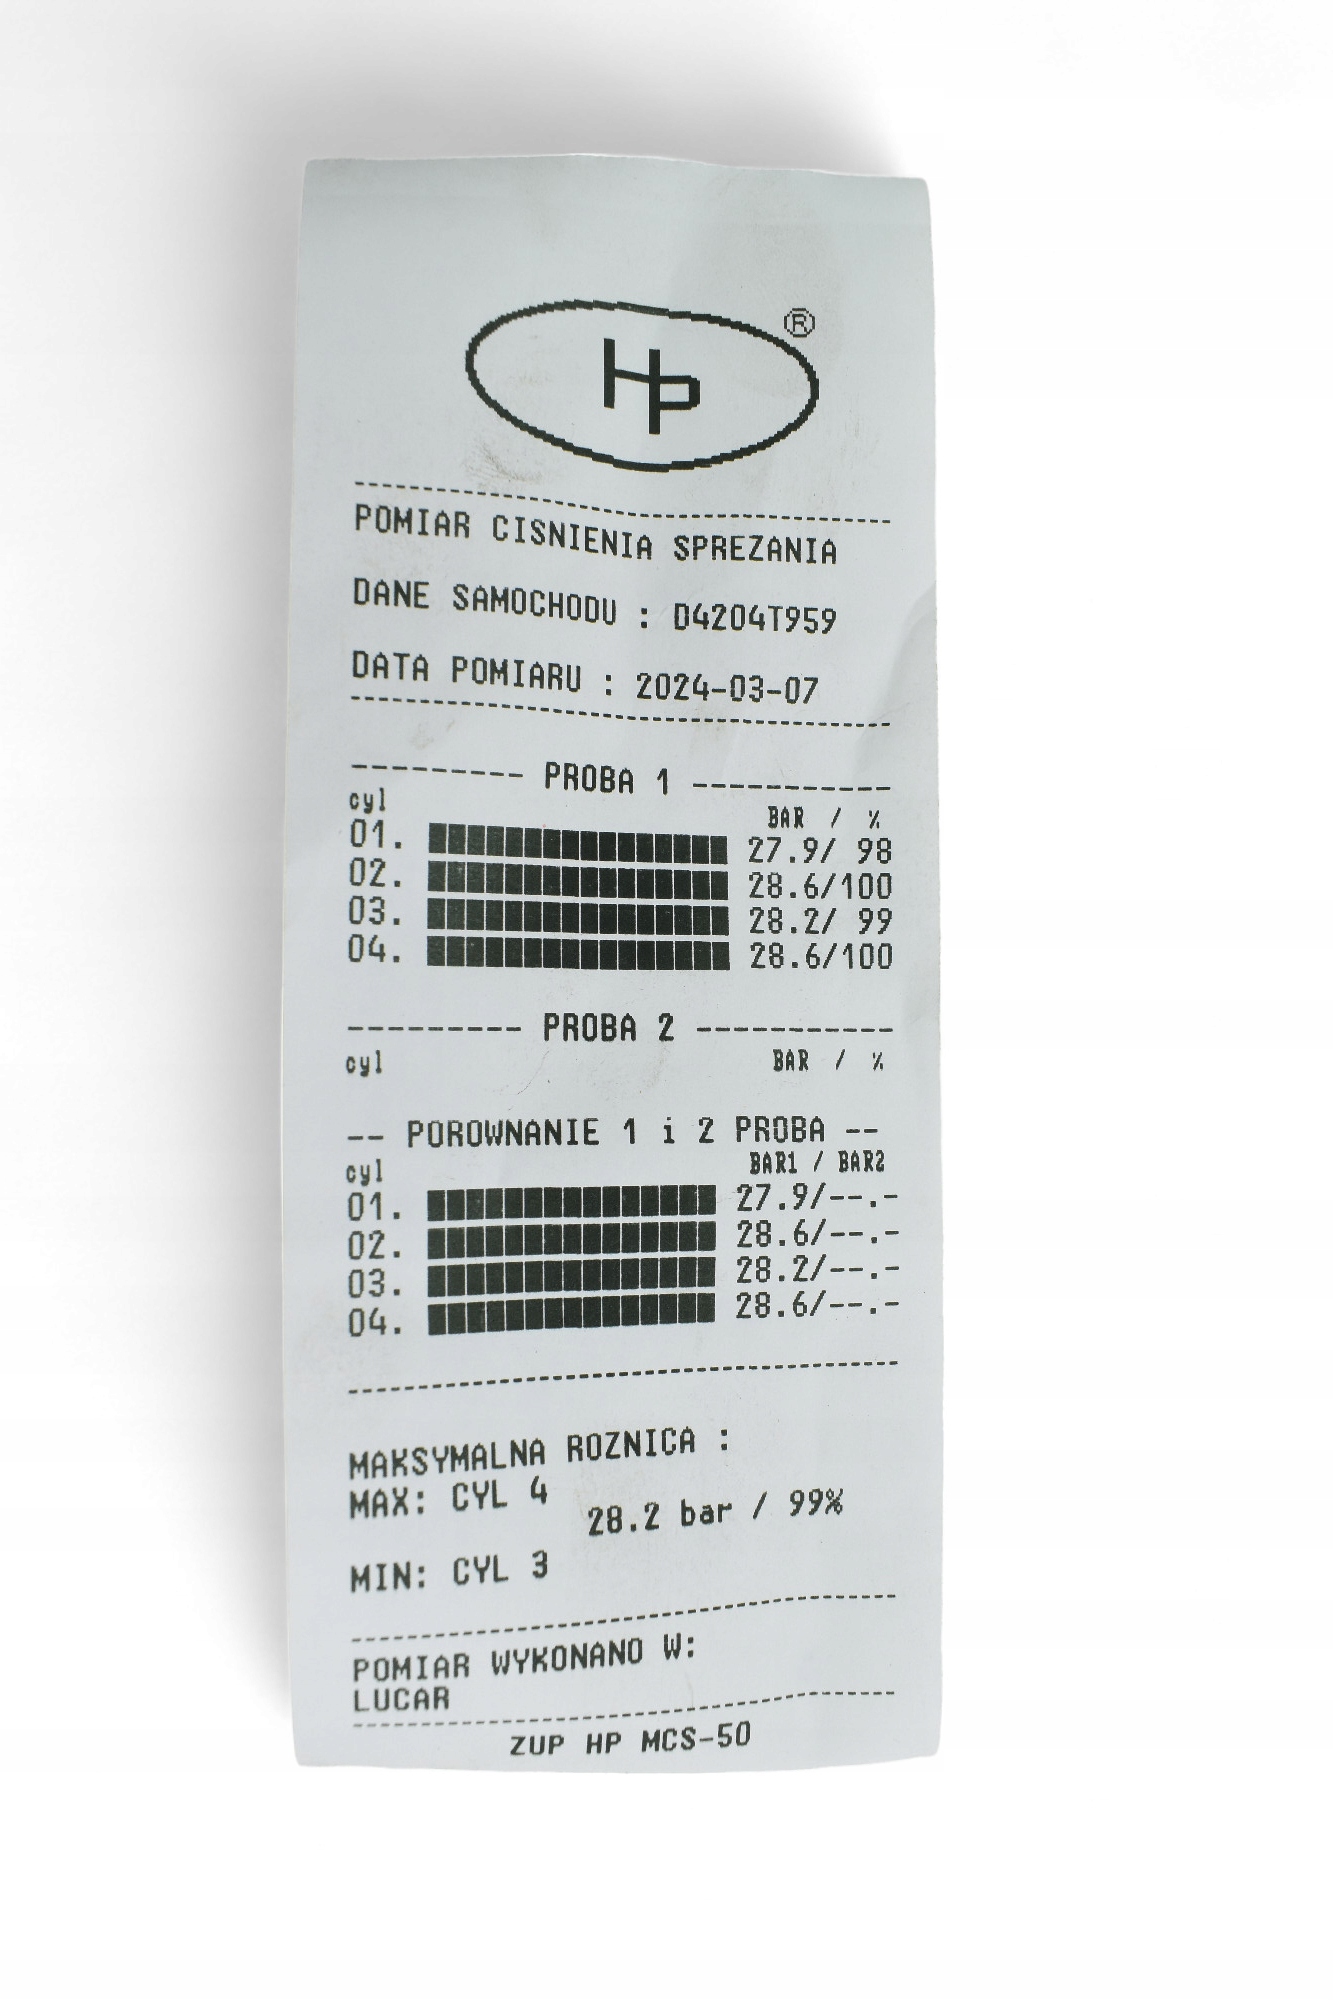 HP ®
POMIAR CISNIENIA SPREZANIA
DANE SAMOCHODU : D4204T959
DATA POMIARU : 2024-03-07
--------- PROBA 1 -----------
cyl BAR / %
01. 27.9/ 98
02. 28.6/100
03. 28.2/ 99
04. 28.6/100
--------- PROBA 2 -----------
cyl BAR / %
-- POROWNANIE 1 i 2 PROBA --
cyl BAR1 / BAR2
01. 27.9/--.-
02. 28.6/--.-
03. 28.2/--.-
04. 28.6/--.-
MAKSYMALNA ROZNICA :
MAX: CYL 4
28.2 bar / 99%
MIN: CYL 3
POMIAR WYKONANO W:
LUCAR
ZUP HP MCS-50